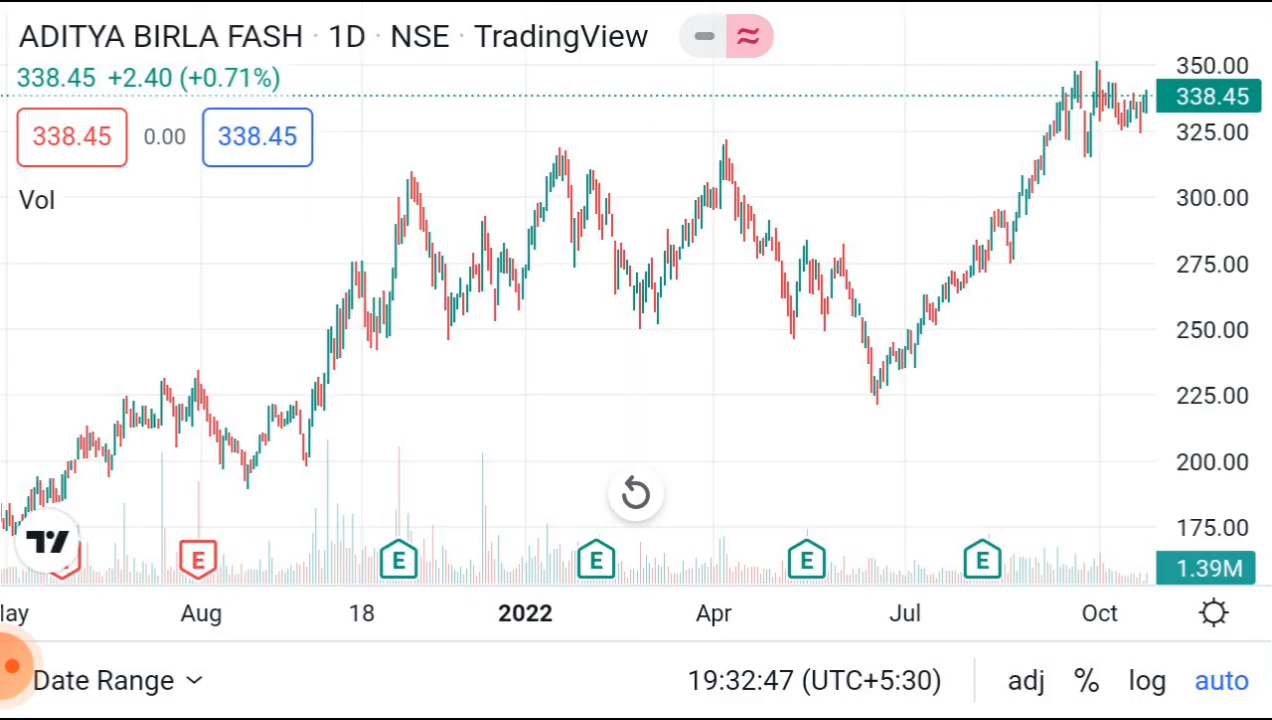 ADITYA BIRLA FASH · 1D · NSE · TradingView
338.45 +2.40 (+0.71%)
338.45 0.00 338.45
Vol
350.00
338.45
325.00
300.00
275.00
250.00
225.00
200.00
175.00
1.39M
E E E E E
lay Aug 18 2022 Apr Jul Oct
Date Range 19:32:47 (UTC+5:30) adj % log auto